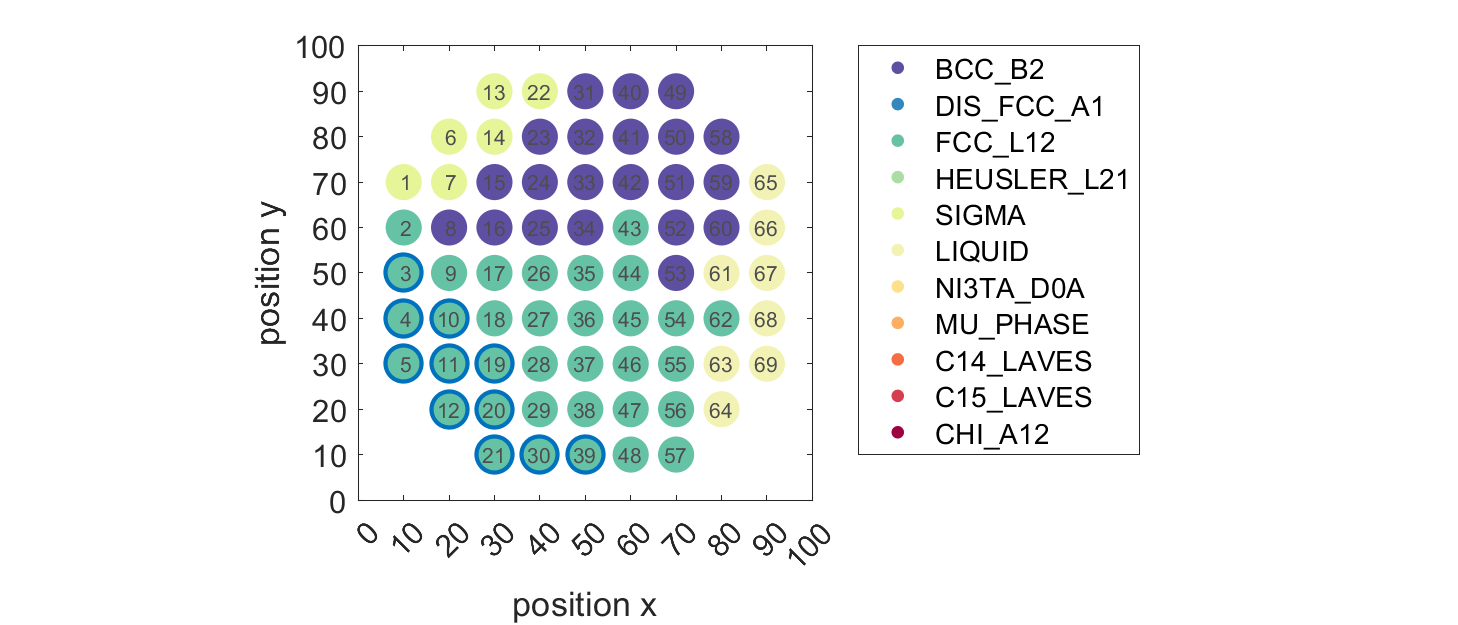 100
90
80
70
60
50
40
30
20
10
0
position y
13 22 31 40 49
6 14 23 32 41 50 58
1 7 15 24 33 42 51 59 65
2 8 16 25 34 43 52 60 66
3 9 17 26 35 44 53 61 67
4 10 18 27 36 45 54 62 68
5 11 19 28 37 46 55 63 69
12 20 29 38 47 56 64
21 30 39 48 57
0 10 20 30 40 50 60 70 80 90 100
position x
BCC_B2
DIS_FCC_A1
FCC_L12
HEUSLER_L21
SIGMA
LIQUID
NI3TA_D0A
MU_PHASE
C14_LAVES
C15_LAVES
CHI_A12